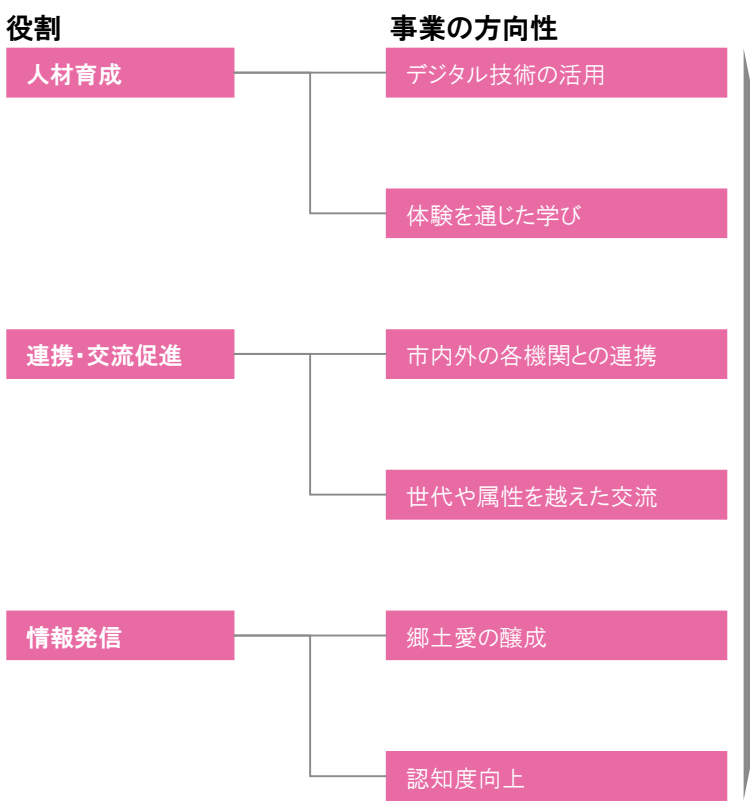 役割
事業の方向性
人材育成
デジタル技術の活用
体験を通じた学び
連携・交流促進
市内外の各機関との連携
世代や属性を越えた交流
情報発信
郷土愛の醸成
認知度向上